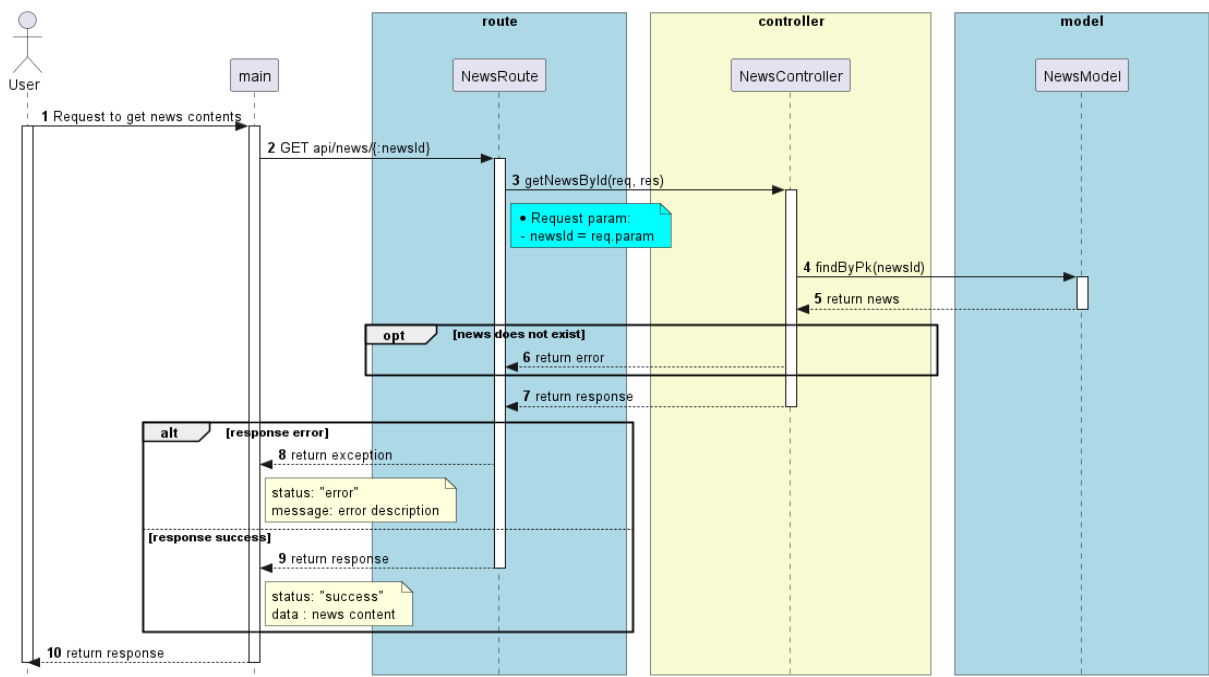 route
controller
model
User
main
NewsRoute
NewsController
NewsModel
1 Request to get news contents
2 GET api/news/{:newsId}
3 getNewsById(req, res)
• Request param:
- newsId = req.param
4 findByPk(newsId)
5 return news
opt [news does not exist]
6 return error
7 return response
alt [response error]
8 return exception
status: "error"
message: error description
[response success]
9 return response
status: "success"
data : news content
10 return response